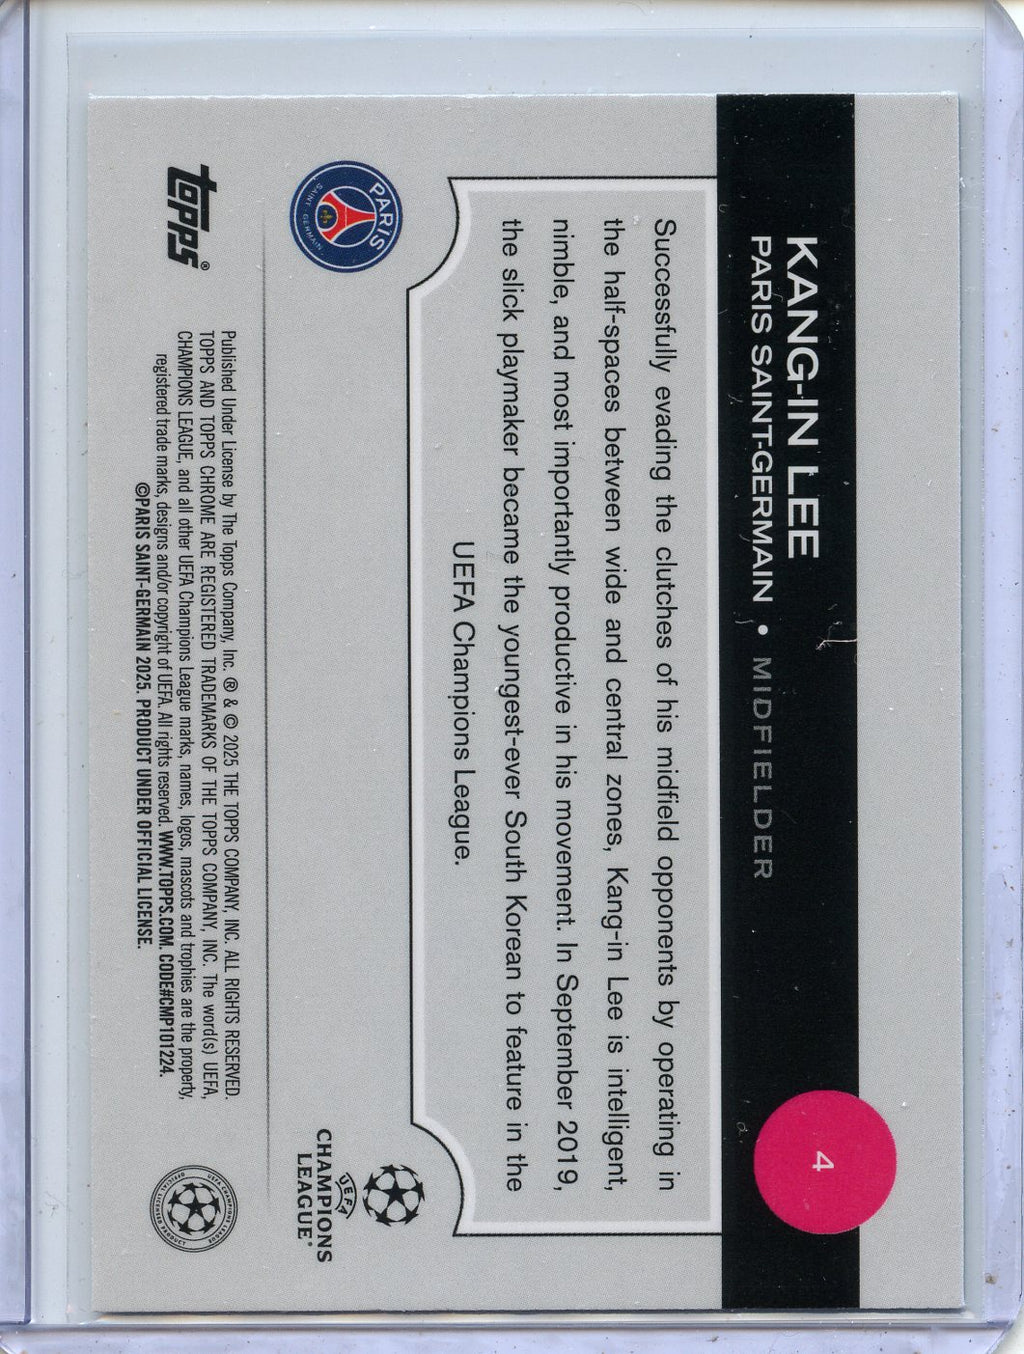 KANG-IN LEE
PARIS SAINT-GERMAIN • MIDFIELDER
4
Successfully evading the clutches of his midfield opponents by operating in
the half-spaces between wide and central zones, Kang-in Lee is intelligent,
nimble, and most importantly productive in his movement. In September 2019,
the slick playmaker became the youngest-ever South Korean to feature in the
UEFA Champions League.
PARIS
SAINT-GERMAIN
UEFA
CHAMPIONS
LEAGUE®
topps®
Published Under License by The Topps Company, Inc. ® & © 2025 THE TOPPS COMPANY, INC. ALL RIGHTS RESERVED.
TOPPS AND TOPPS CHROME ARE REGISTERED TRADEMARKS OF THE TOPPS COMPANY, INC. The word(s) UEFA,
CHAMPIONS LEAGUE, and all other UEFA Champions League marks, names, logos, mascots and trophies are the property,
registered trade marks, designs and/or copyright of UEFA. All rights reserved. WWW.TOPPS.COM. CODE#CMP101224.
©PARIS SAINT-GERMAIN 2025. PRODUCT UNDER OFFICIAL LICENSE.
UEFA CHAMPIONS LEAGUE
OFFICIAL LICENSED PRODUCT